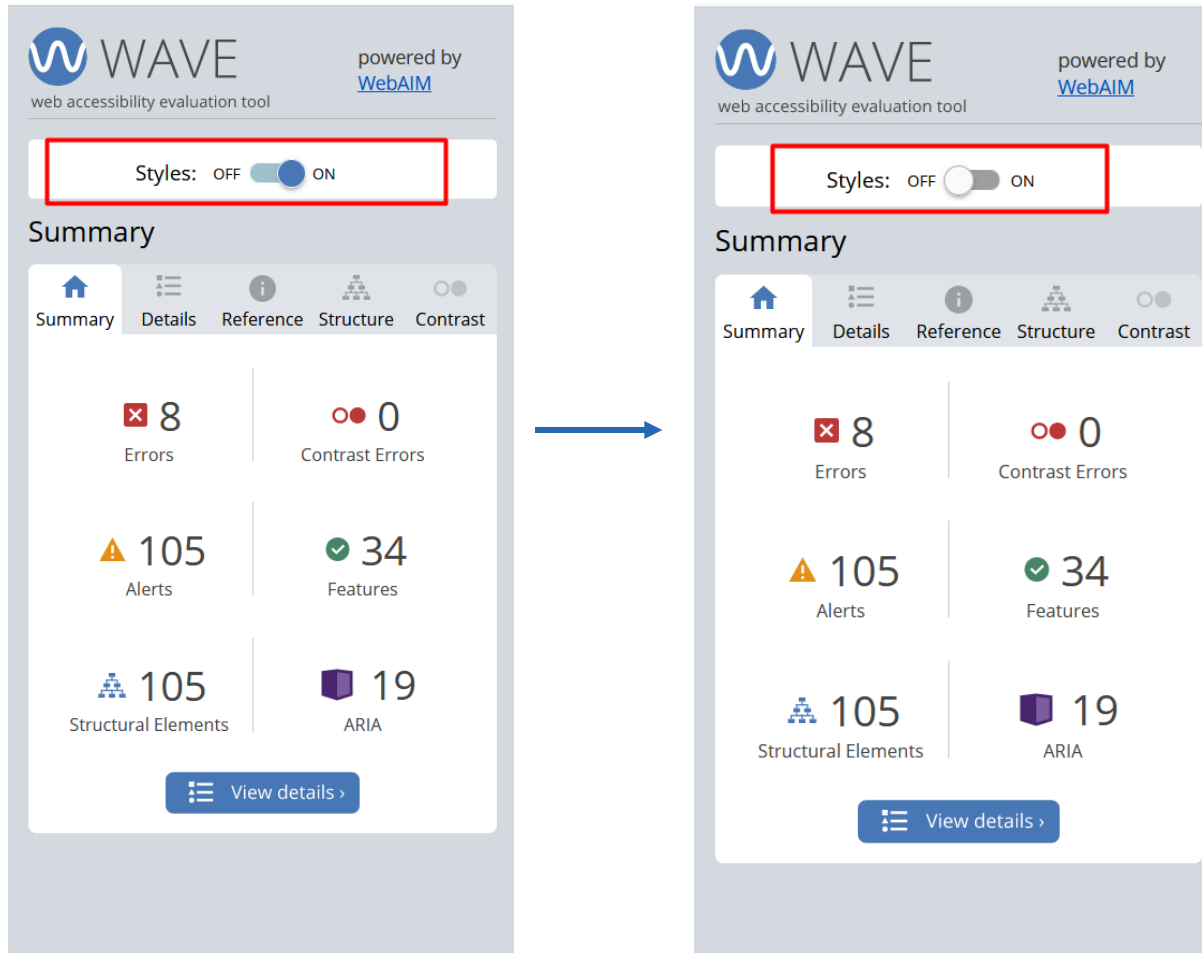 WAVE
powered by
WebAIM
web accessibility evaluation tool
Styles: OFF ON
Summary
Summary Details Reference Structure Contrast
8 0
Errors Contrast Errors
105 34
Alerts Features
105 19
Structural Elements ARIA
View details ›
WAVE
powered by
WebAIM
web accessibility evaluation tool
Styles: OFF ON
Summary
Summary Details Reference Structure Contrast
8 0
Errors Contrast Errors
105 34
Alerts Features
105 19
Structural Elements ARIA
View details ›